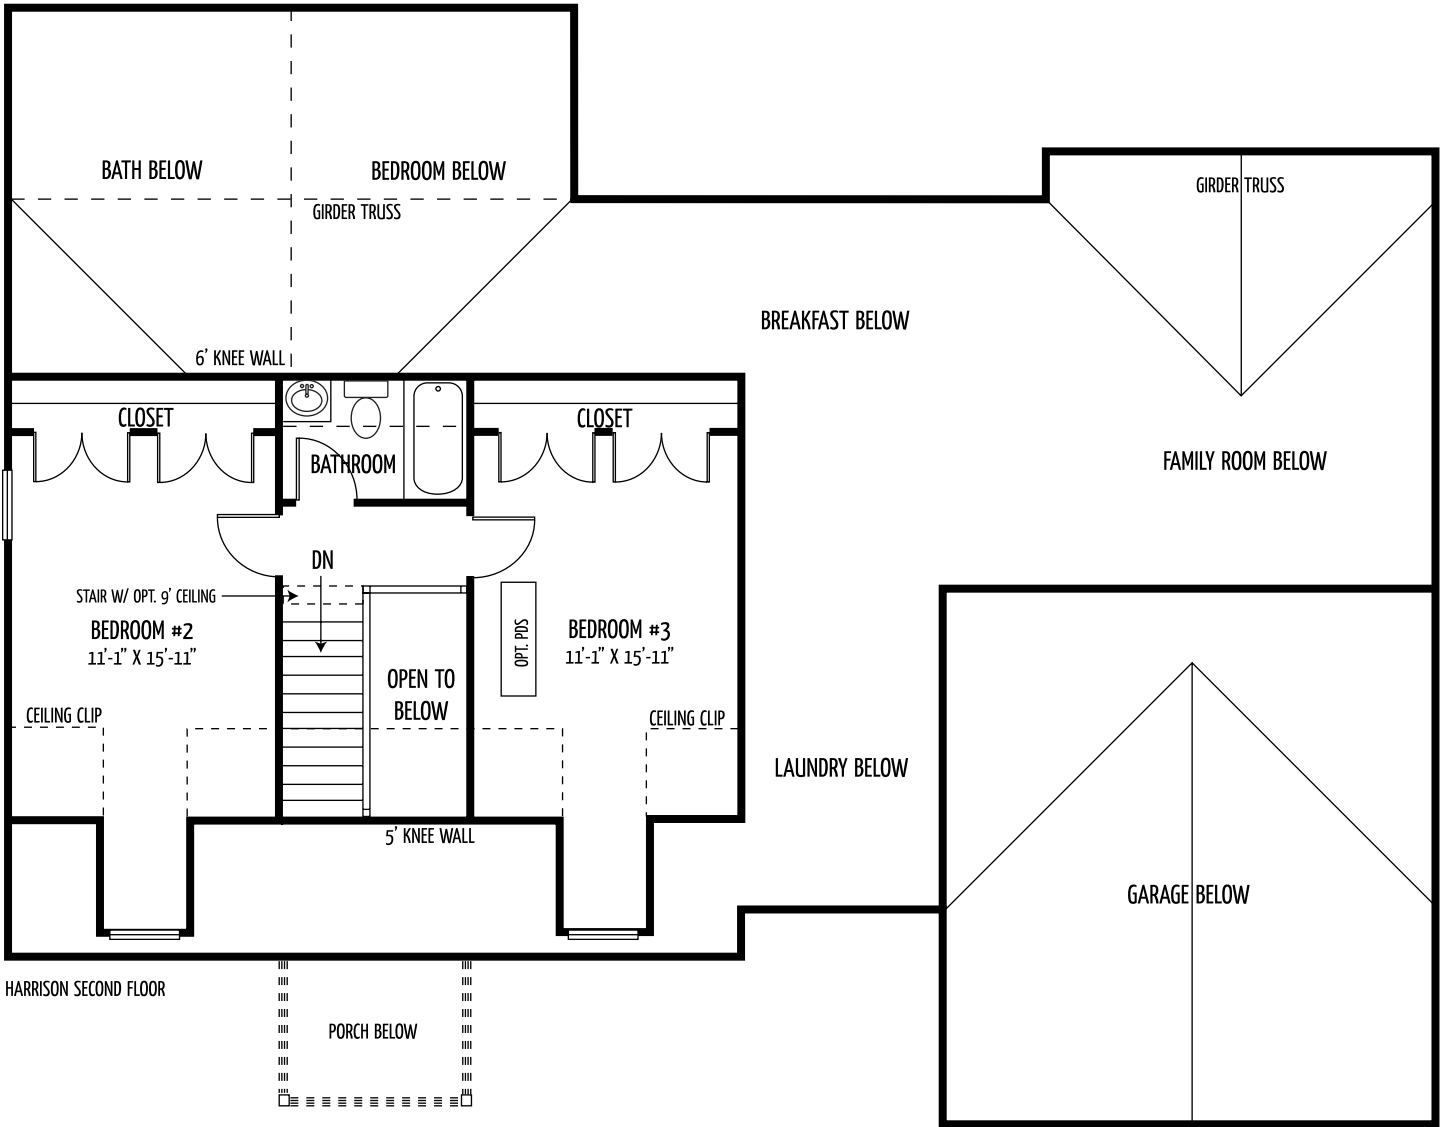 BATH BELOW
BEDROOM BELOW
GIRDER TRUSS
GIRDER TRUSS
BREAKFAST BELOW
6' KNEE WALL
CLOSET
CLOSET
BATHROOM
FAMILY ROOM BELOW
DN
STAIR W/ OPT. 9' CEILING
BEDROOM #2
11'-1" X 15'-11"
OPT. PDS
BEDROOM #3
11'-1" X 15'-11"
OPEN TO
BELOW
CEILING CLIP
CEILING CLIP
LAUNDRY BELOW
5' KNEE WALL
GARAGE BELOW
HARRISON SECOND FLOOR
PORCH BELOW